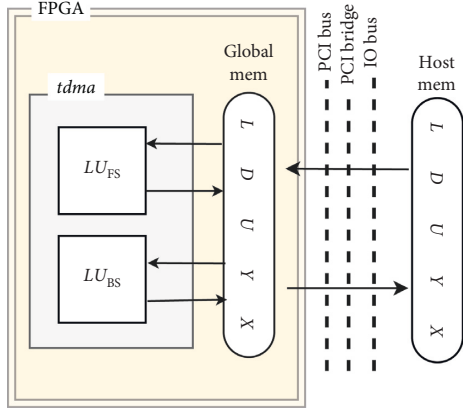 FPGA
Global
mem
PCI bus
PCI bridge
IO bus
Host
mem
tdma
LU_FS
LU_BS
L
D
U
Y
X
L
D
U
Y
X